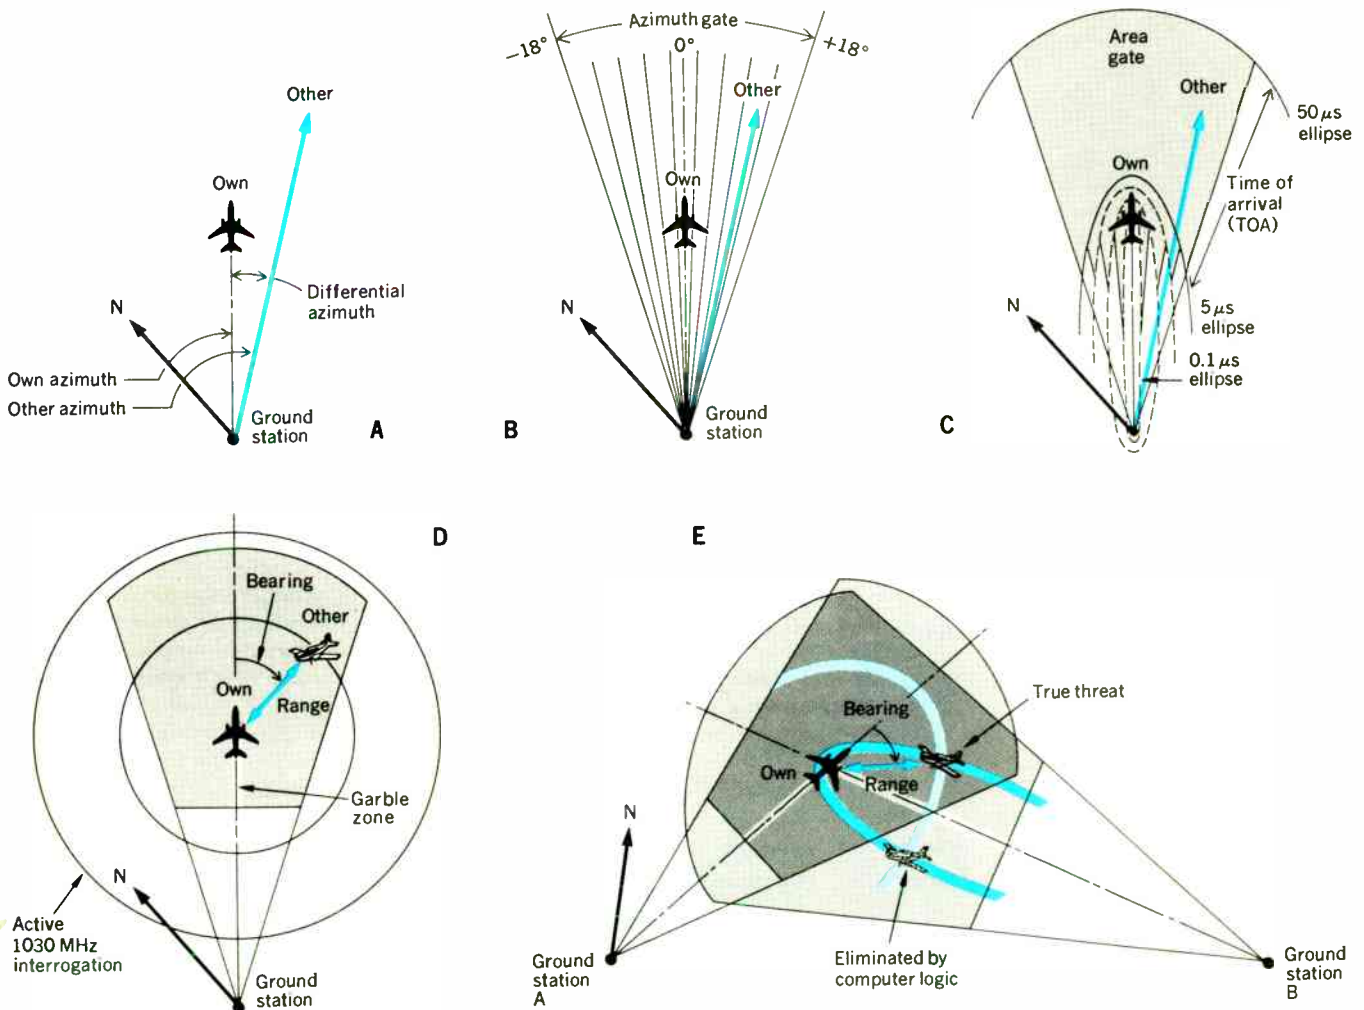 Other
Own
Differential
azimuth
N
Own azimuth
Other azimuth
Ground
station
A
Azimuth gate
-18°
0°
+18°
Other
Own
N
Ground
station
B
Area
gate
Other
50 µs
ellipse
Own
Time of
arrival
(TOA)
N
5 µs
ellipse
0.1 µs
ellipse
C
D
Bearing
Other
Own
Range
Garble
zone
N
Active
1030 MHz
interrogation
Ground
station
E
True threat
Bearing
Own
Range
N
Ground
station
A
Eliminated by
computer logic
Ground
station
B